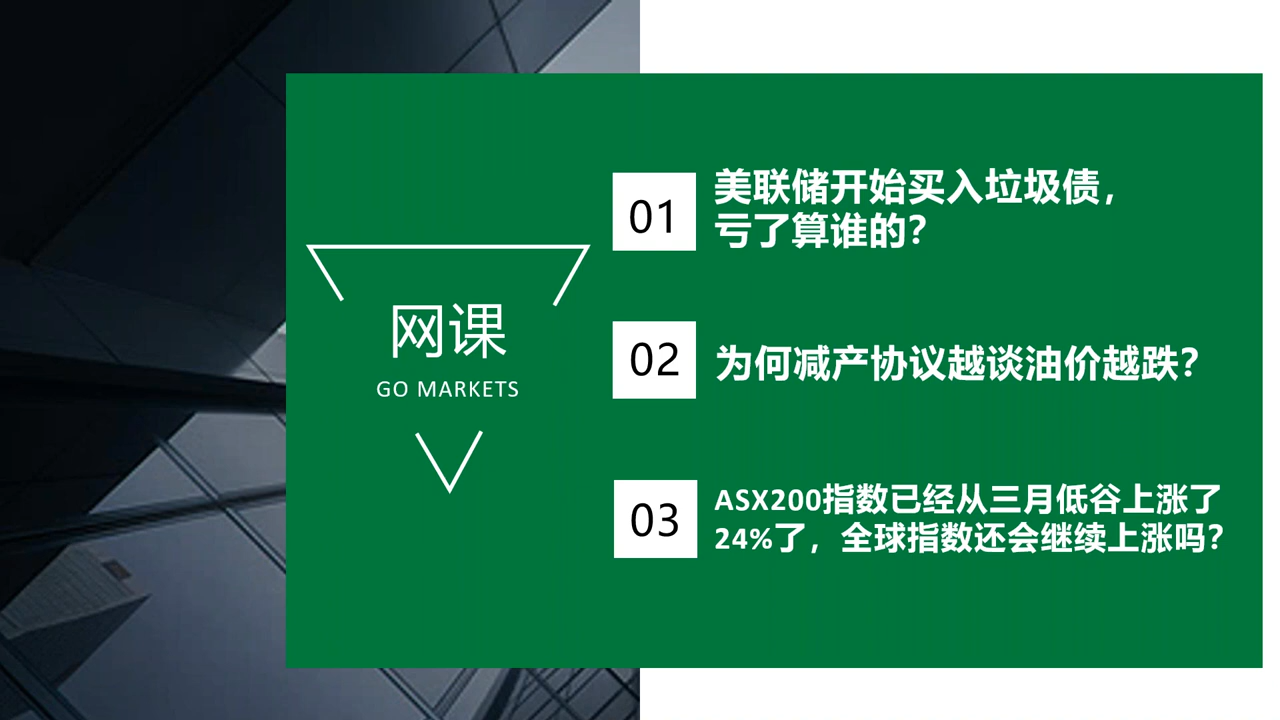 网课
GO MARKETS
01
美联储开始买入垃圾债，
亏了算谁的？
02
为何减产协议越谈油价越跌？
03
ASX200指数已经从三月低谷上涨了
24%了，全球指数还会继续上涨吗？